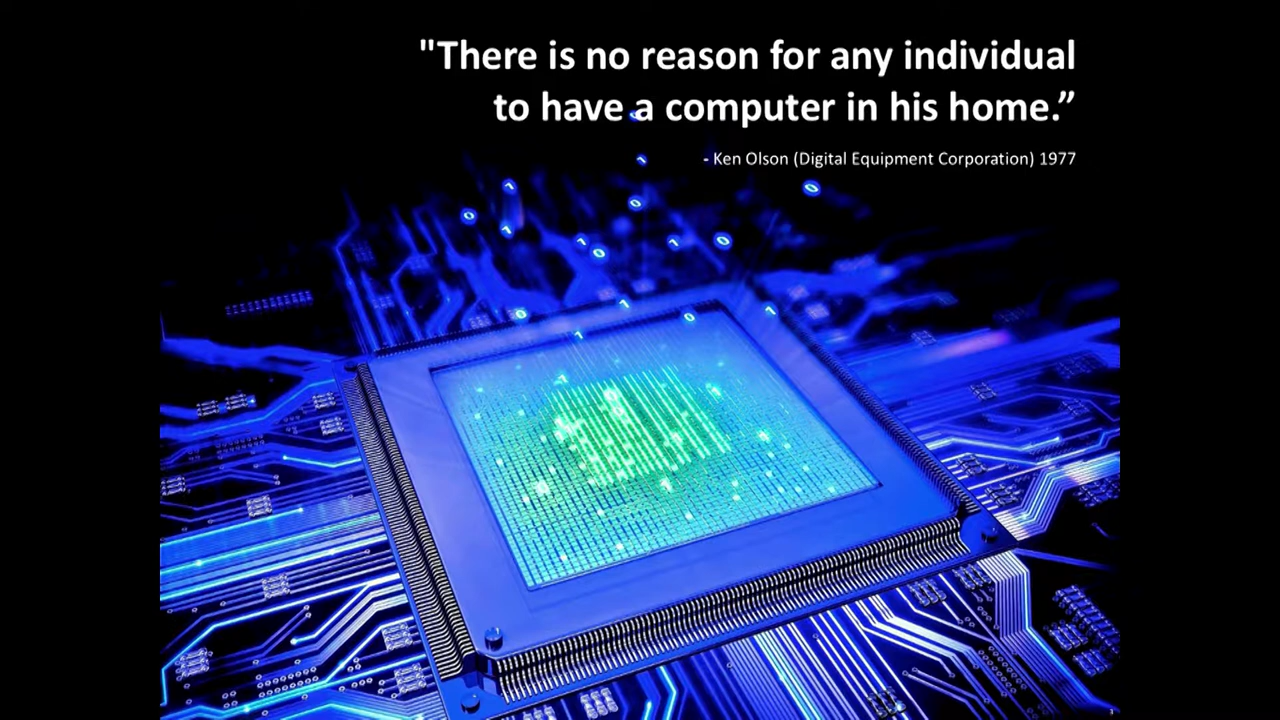 "There is no reason for any individual
to have a computer in his home.”
- Ken Olson (Digital Equipment Corporation) 1977